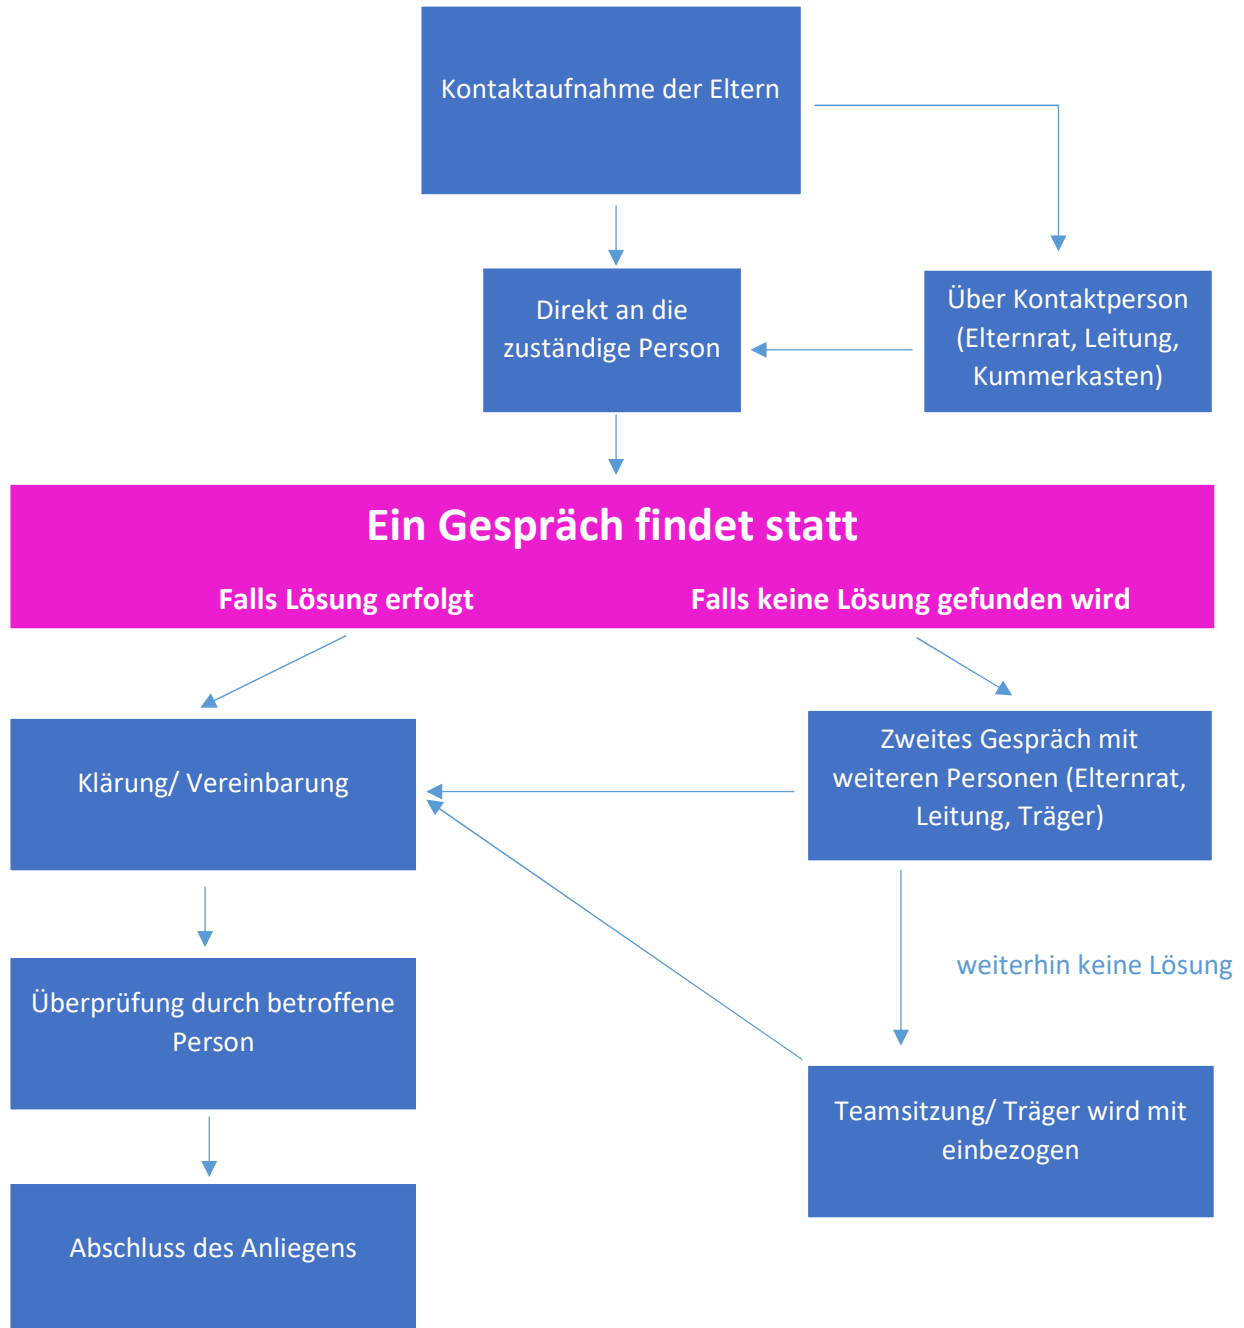 Kontaktaufnahme der Eltern
Direkt an die
zuständige Person
Über Kontaktperson
(Elternrat, Leitung,
Kummerkasten)
Ein Gespräch findet statt
Falls Lösung erfolgt
Falls keine Lösung gefunden wird
Klärung/ Vereinbarung
Zweites Gespräch mit
weiteren Personen (Elternrat,
Leitung, Träger)
weiterhin keine Lösung
Überprüfung durch betroffene
Person
Teamsitzung/ Träger wird mit
einbezogen
Abschluss des Anliegens